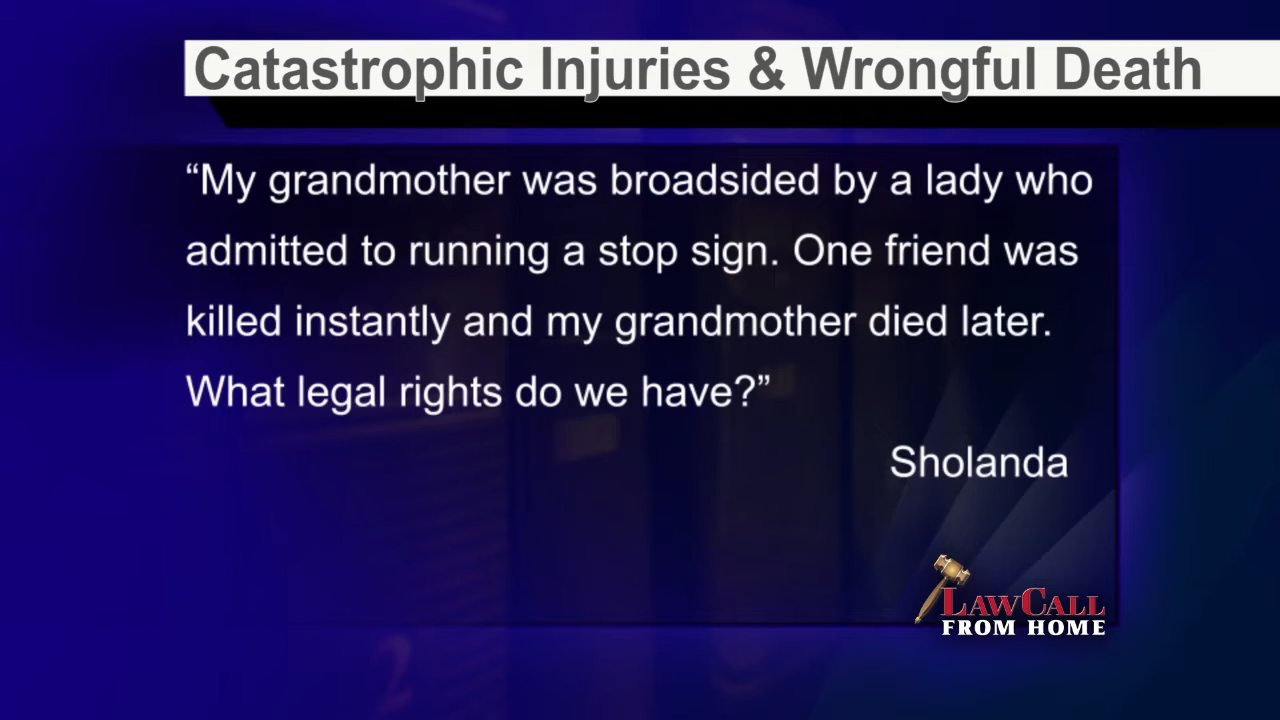 Catastrophic Injuries & Wrongful Death
“My grandmother was broadsided by a lady who
admitted to running a stop sign. One friend was
killed instantly and my grandmother died later.
What legal rights do we have?”
Sholanda
LAWCALL
FROM HOME
2